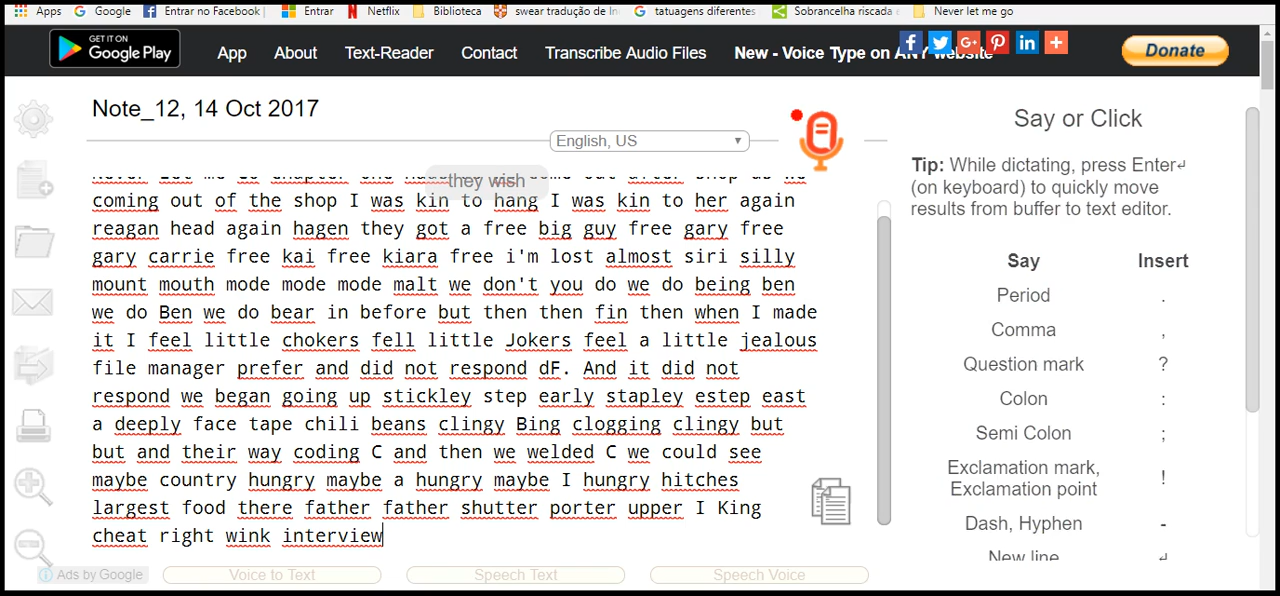 Apps
Google
Entrar no Facebook
Entrar
Netflix
Biblioteca
swear tradução de In
tatuagens diferentes
Sobrancelha riscada
Never let me go
GET IT ON
Google Play
App
About
Text-Reader
Contact
Transcribe Audio Files
New - Voice Type on ANY website
Donate
Note_12, 14 Oct 2017
English, US
they wish
coming out of the shop I was kin to hang I was kin to her again
reagan head again hagen they got a free big guy free gary free
gary carrie free kai free kiara free i'm lost almost siri silly
mount mouth mode mode mode malt we don't you do we do being ben
we do Ben we do bear in before but then then fin then when I made
it I feel little chokers fell little Jokers feel a little jealous
file manager prefer and did not respond dF. And it did not
respond we began going up stickley step early stapley estep east
a deeply face tape chili beans clingy Bing clogging clingy but
but and their way coding C and then we welded C we could see
maybe country hungry maybe a hungry maybe I hungry hitches
largest food there father father shutter porter upper I King
cheat right wink interview
Ads by Google
Voice to Text
Speech Text
Speech Voice
Say or Click
Tip: While dictating, press Enter↵
(on keyboard) to quickly move
results from buffer to text editor.
Say Insert
Period .
Comma ,
Question mark ?
Colon :
Semi Colon ;
Exclamation mark,
Exclamation point !
Dash, Hyphen -
New line ↵